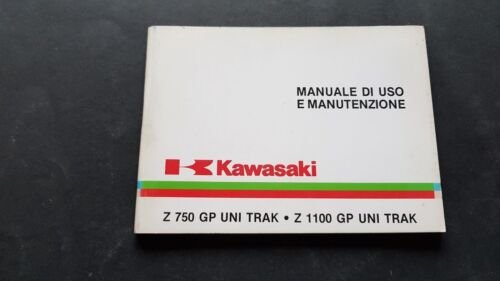 MANUALE DI USO
E MANUTENZIONE
Kawasaki
Z 750 GP UNI TRAK • Z 1100 GP UNI TRAK